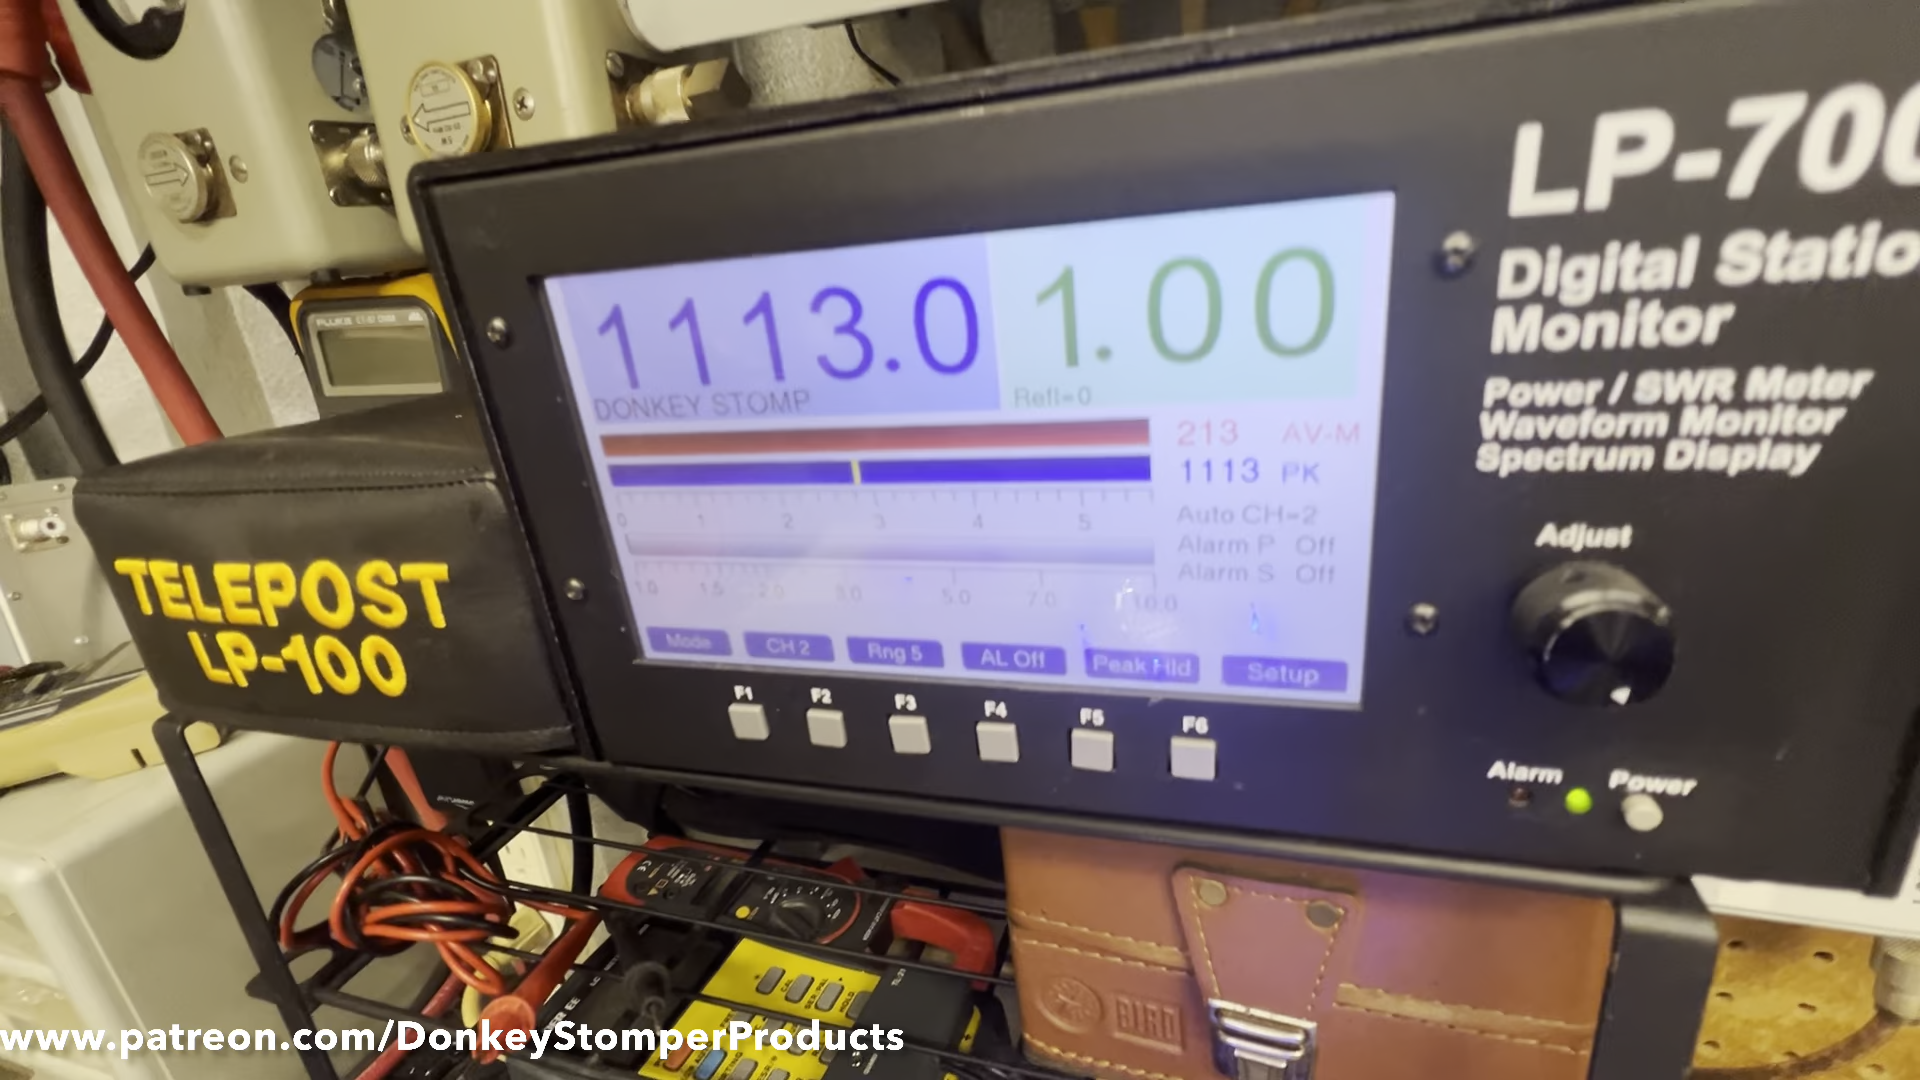 LP-700
Digital Statio
Monitor
Power / SWR Meter
Waveform Monitor
Spectrum Display
Adjust
Alarm
Power
1113.0
DONKEY STOMP
1.00
Refl=0
213 AV-M
1113 PK
Auto CH=2
Alarm P Off
Alarm S Off
0 1 2 3 4 5
1.0 1.5 2.0 3.0 5.0 7.0
Mode CH 2 Rng 5 AL Off Peak Hld Setup
F1 F2 F3 F4 F5 F6
FLUKE
TELEPOST
LP-100
BIRD
www.patreon.com/DonkeyStomperProducts